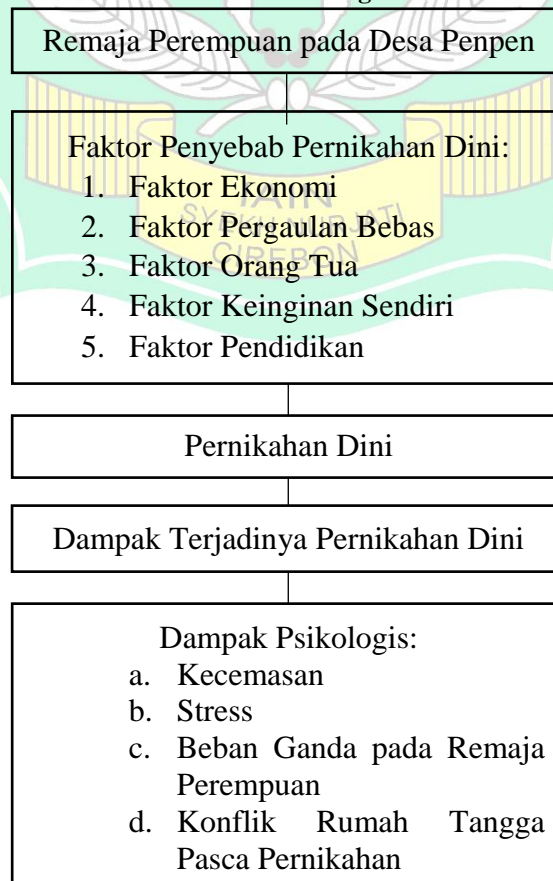 Remaja Perempuan pada Desa Penpen
Faktor Penyebab Pernikahan Dini:
1. Faktor Ekonomi
2. Faktor Pergaulan Bebas
3. Faktor Orang Tua
4. Faktor Keinginan Sendiri
5. Faktor Pendidikan
IAIN
SYEKH NURJATI
CIREBON
Pernikahan Dini
Dampak Terjadinya Pernikahan Dini
Dampak Psikologis:
a. Kecemasan
b. Stress
c. Beban Ganda pada Remaja
Perempuan
d. Konflik Rumah Tangga
Pasca Pernikahan